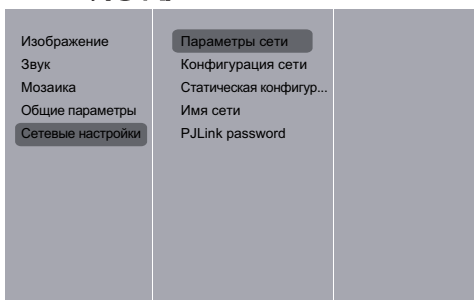 Изображение
Звук
Мозаика
Общие параметры
Сетевые настройки
Параметры сети
Конфигурация сети
Статическая конфигур...
Имя сети
PJLink password